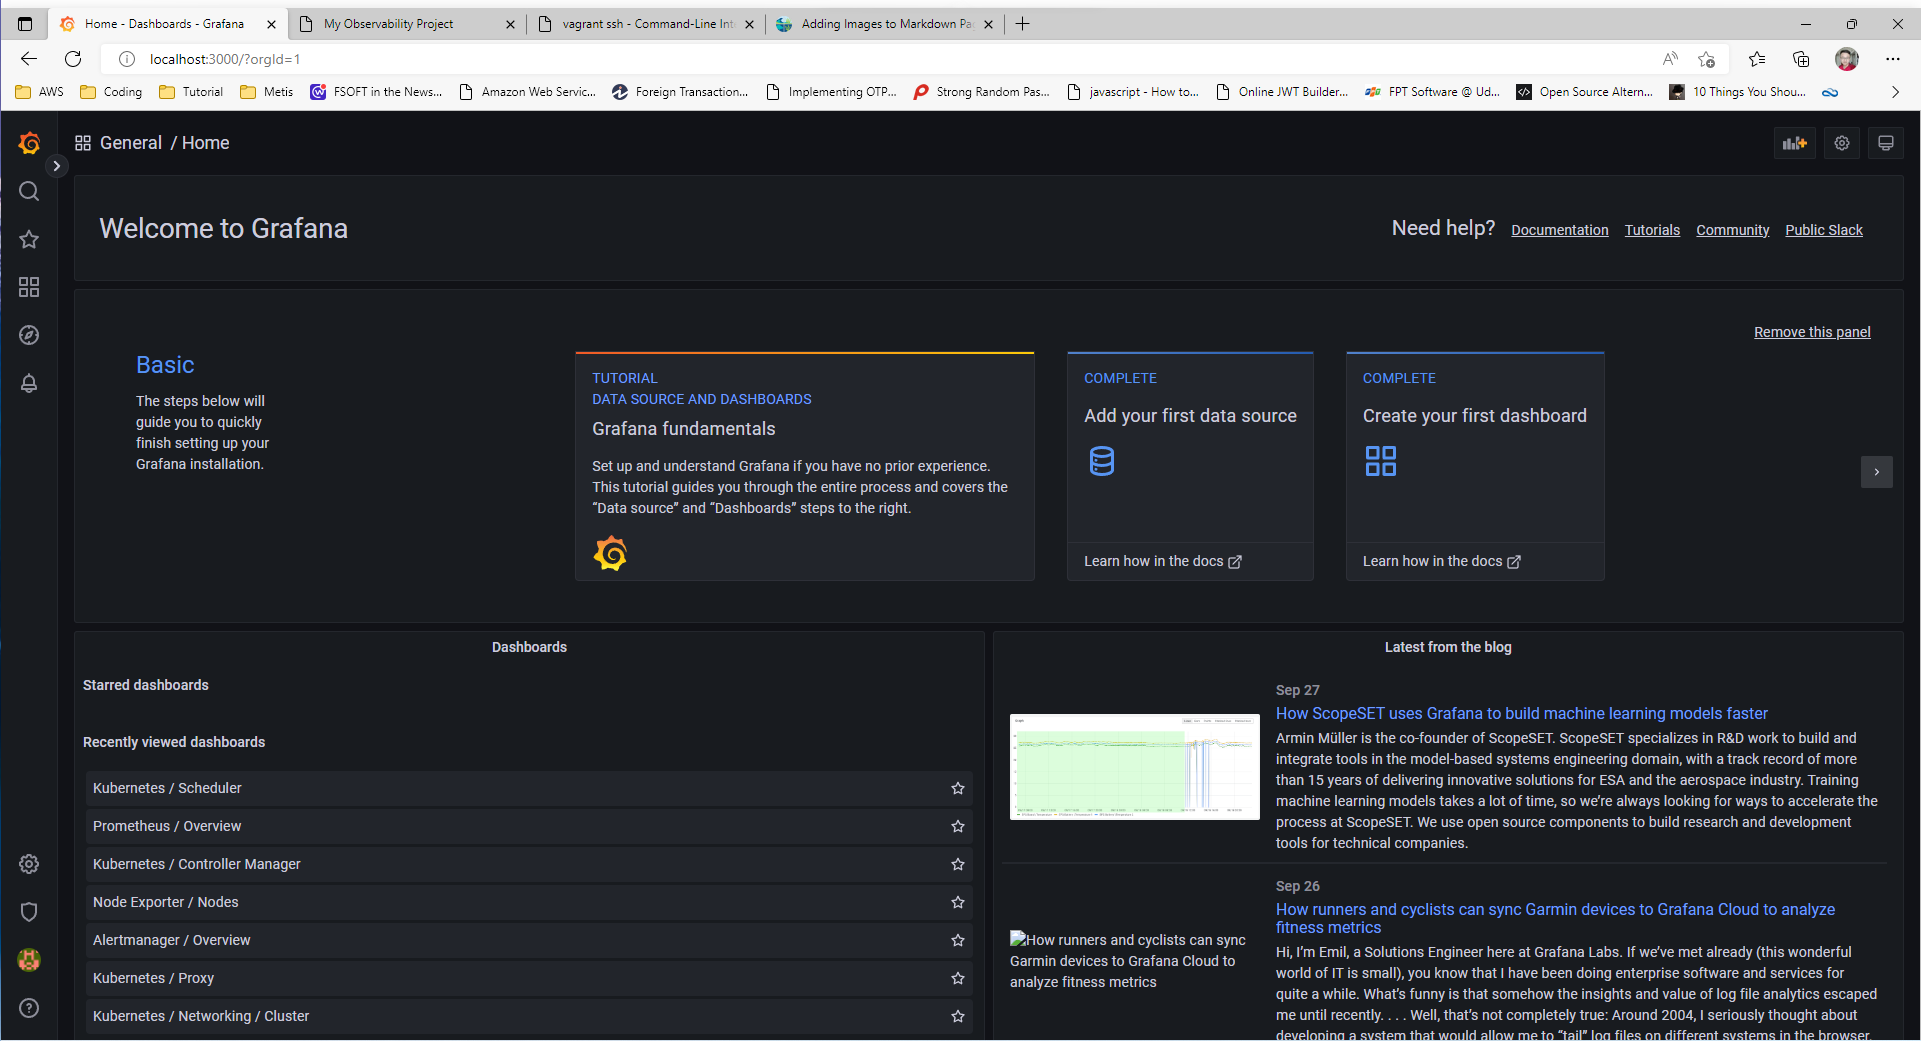 Home - Dashboards - Grafana
My Observability Project
vagrant ssh - Command-Line Int
Adding Images to Markdown Pa
localhost:3000/?orgId=1
AWS
Coding
Tutorial
Metis
FSOFT in the News...
Amazon Web Servic...
Foreign Transaction...
Implementing OTP...
Strong Random Pas...
javascript - How to...
Online JWT Builder...
FPT Software @ Ud...
Open Source Altern...
10 Things You Shou...
General / Home
Welcome to Grafana
Need help?
Documentation
Tutorials
Community
Public Slack
Remove this panel
Basic
The steps below will
guide you to quickly
finish setting up your
Grafana installation.
TUTORIAL
DATA SOURCE AND DASHBOARDS
Grafana fundamentals
Set up and understand Grafana if you have no prior experience.
This tutorial guides you through the entire process and covers the
“Data source” and “Dashboards” steps to the right.
COMPLETE
Add your first data source
Learn how in the docs
COMPLETE
Create your first dashboard
Learn how in the docs
Dashboards
Starred dashboards
Recently viewed dashboards
Kubernetes / Scheduler
Prometheus / Overview
Kubernetes / Controller Manager
Node Exporter / Nodes
Alertmanager / Overview
Kubernetes / Proxy
Kubernetes / Networking / Cluster
Latest from the blog
Sep 27
How ScopeSET uses Grafana to build machine learning models faster
Armin Müller is the co-founder of ScopeSET. ScopeSET specializes in R&D work to build and
integrate tools in the model-based systems engineering domain, with a track record of more
than 15 years of delivering innovative solutions for ESA and the aerospace industry. Training
machine learning models takes a lot of time, so we’re always looking for ways to accelerate the
process at ScopeSET. We use open source components to build research and development
tools for technical companies.
How runners and cyclists can sync
Garmin devices to Grafana Cloud to
analyze fitness metrics
Sep 26
How runners and cyclists can sync Garmin devices to Grafana Cloud to analyze
fitness metrics
Hi, I’m Emil, a Solutions Engineer here at Grafana Labs. If we’ve met already (this wonderful
world of IT is small), you know that I have been doing enterprise software and services for
quite a while. What’s funny is that somehow the insights and value of log file analytics escaped
me until recently. . . . Well, that’s not completely true: Around 2004, I seriously thought about
developing a system that would allow me to “tail” log files on different systems in the browser.